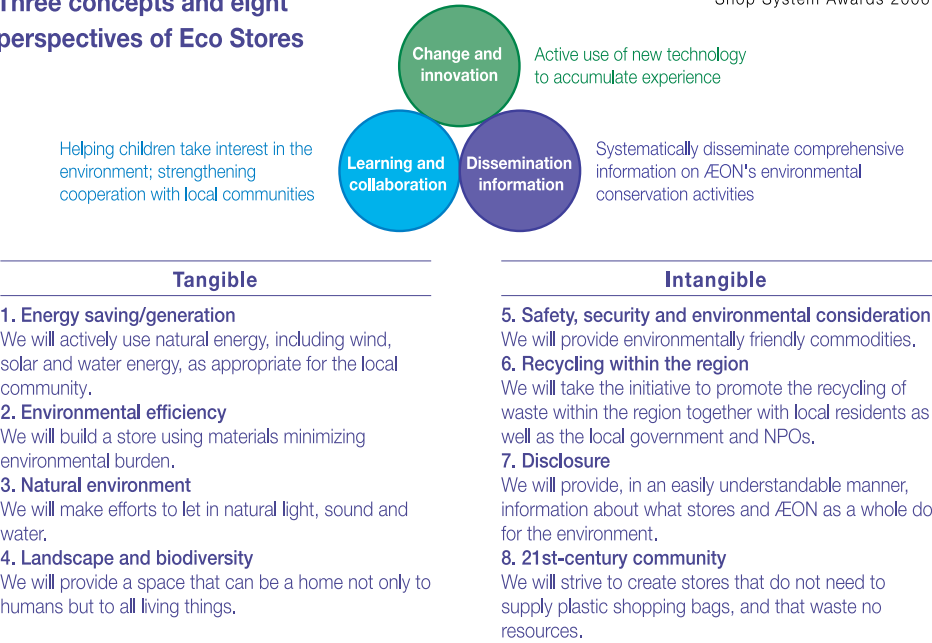 Three concepts and eight
perspectives of Eco Stores
Shop System Awards
Change and
innovation
Active use of new technology
to accumulate experience
Helping children take interest in the
environment; strengthening
cooperation with local communities
Learning and
collaboration
Dissemination
information
Systematically disseminate comprehensive
information on ÆON's environmental
conservation activities
Tangible
1. Energy saving/generation
We will actively use natural energy, including wind,
solar and water energy, as appropriate for the local
community.
2. Environmental efficiency
We will build a store using materials minimizing
environmental burden.
3. Natural environment
We will make efforts to let in natural light, sound and
water.
4. Landscape and biodiversity
We will provide a space that can be a home not only to
humans but to all living things.
Intangible
5. Safety, security and environmental consideration
We will provide environmentally friendly commodities.
6. Recycling within the region
We will take the initiative to promote the recycling of
waste within the region together with local residents as
well as the local government and NPOs.
7. Disclosure
We will provide, in an easily understandable manner,
information about what stores and ÆON as a whole do
for the environment.
8. 21st-century community
We will strive to create stores that do not need to
supply plastic shopping bags, and that waste no
resources.